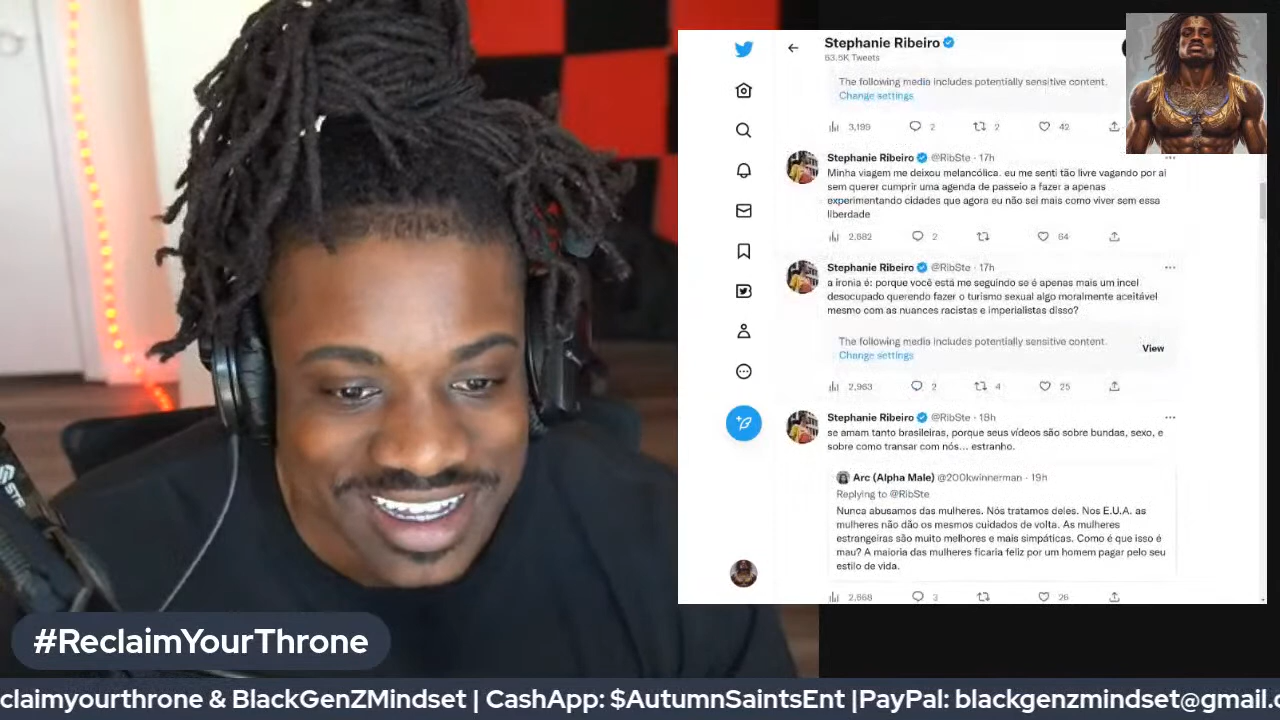 Stephanie Ribeiro
63.5K Tweets
The following media includes potentially sensitive content.
Change settings
3,199 2 2 42
Stephanie Ribeiro @RibSte · 17h
Minha viagem me deixou melancólica. eu me senti tão livre vagando por aí
sem querer cumprir uma agenda de passeio a fazer a apenas
experimentando cidades que agora eu não sei mais como viver sem essa
liberdade
2,682 2 64
Stephanie Ribeiro @RibSte · 17h
a ironia é: porque você está me seguindo se é apenas mais um incel
desocupado querendo fazer o turismo sexual algo moralmente aceitável
mesmo com as nuances racistas e imperialistas disso?
The following media includes potentially sensitive content.
Change settings
View
2,963 2 4 25
Stephanie Ribeiro @RibSte · 18h
se amam tanto brasileiras, porque seus vídeos são sobre bundas, sexo, e
sobre como transar com nós... estranho.
Arc (Alpha Male) @200kwinnerman · 19h
Replying to @RibSte
Nunca abusamos das mulheres. Nós tratamos deles. Nos E.U.A. as
mulheres não dão os mesmos cuidados de volta. As mulheres
estrangeiras são muito melhores e mais simpáticas. Como é que isso é
mau? A maioria das mulheres ficaria feliz por um homem pagar pelo seu
estilo de vida.
2,868 3 26
#ReclaimYourThrone
claimyourthrone & BlackGenZMindset | CashApp: $AutumnSaintsEnt |PayPal: blackgenzmindset@gmail.c